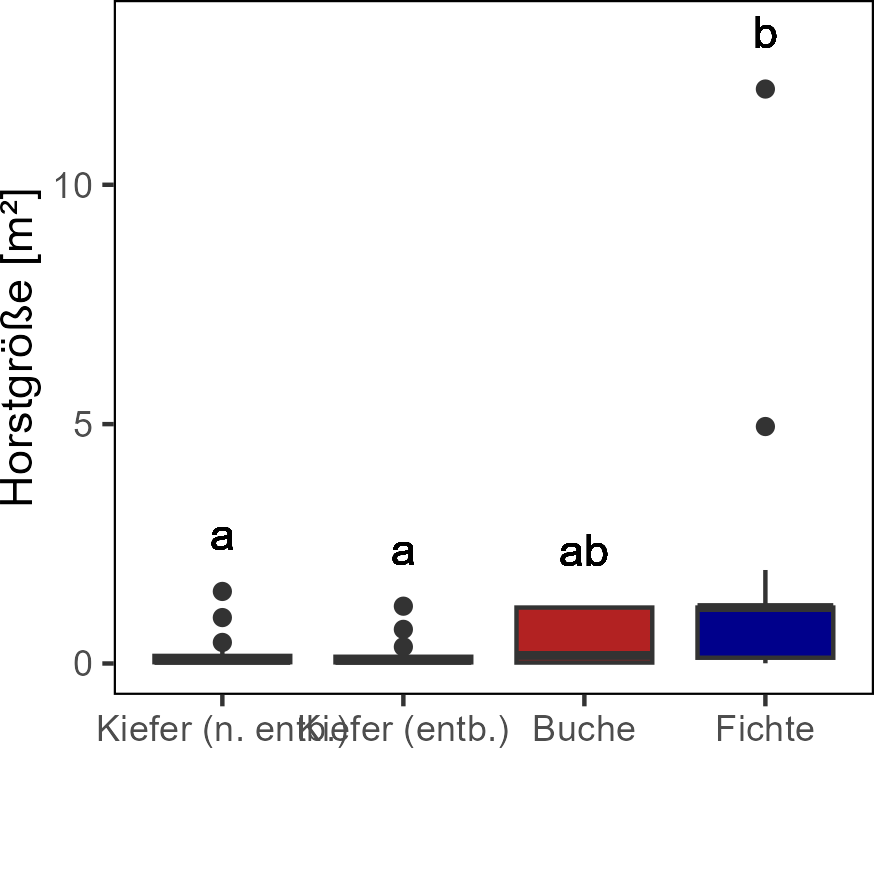 Horstgröße [m²]
10
5
0
a
a
ab
b
Kiefer (n. entb.)
Kiefer (entb.)
Buche
Fichte